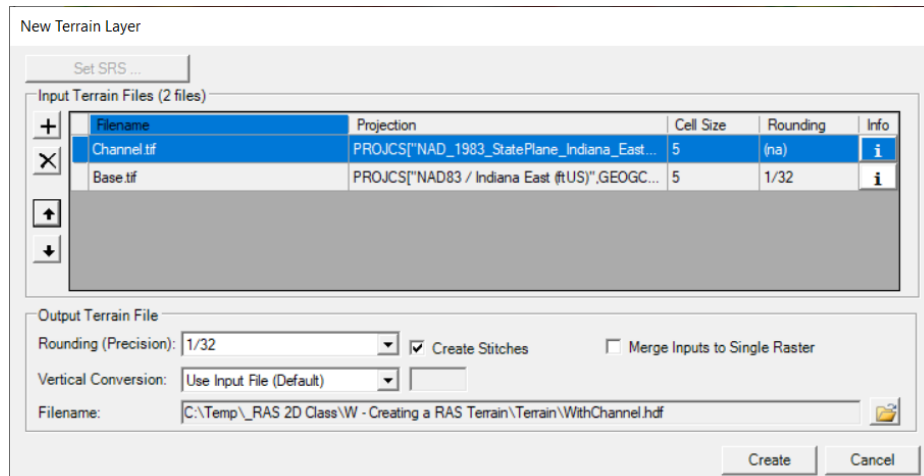 New Terrain Layer
Set SRS ...
Input Terrain Files (2 files)
Filename Projection Cell Size Rounding Info
Channel.tif PROJCS["NAD_1983_StatePlane_Indiana_East... 5 (na) i
Base.tif PROJCS["NAD83 / Indiana East (ftUS)",GEOGC... 5 1/32 i
Output Terrain File
Rounding (Precision): 1/32 Create Stitches Merge Inputs to Single Raster
Vertical Conversion: Use Input File (Default)
Filename: C:\Temp\_RAS 2D Class\W - Creating a RAS Terrain\Terrain\WithChannel.hdf
Create Cancel